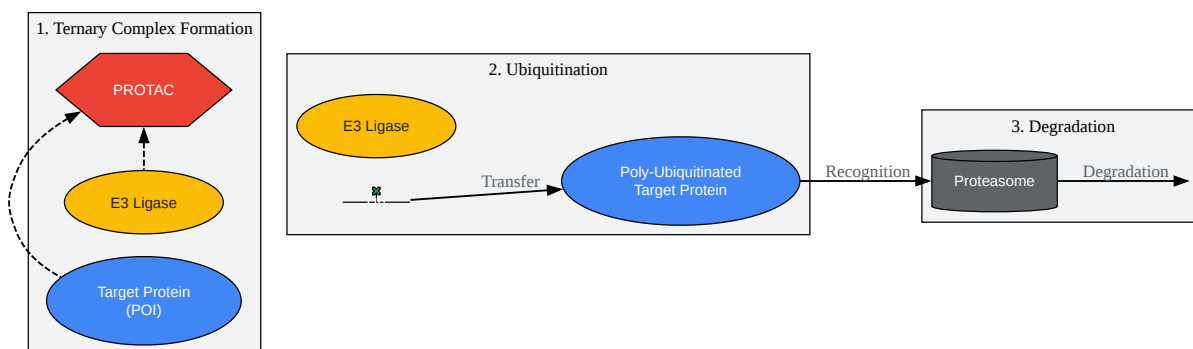 1. Ternary Complex Formation
PROTAC
E3 Ligase
Target Protein
(POI)
2. Ubiquitination
E3 Ligase
Transfer
Poly-Ubiquitinated
Target Protein
Recognition
3. Degradation
Proteasome
Degradation